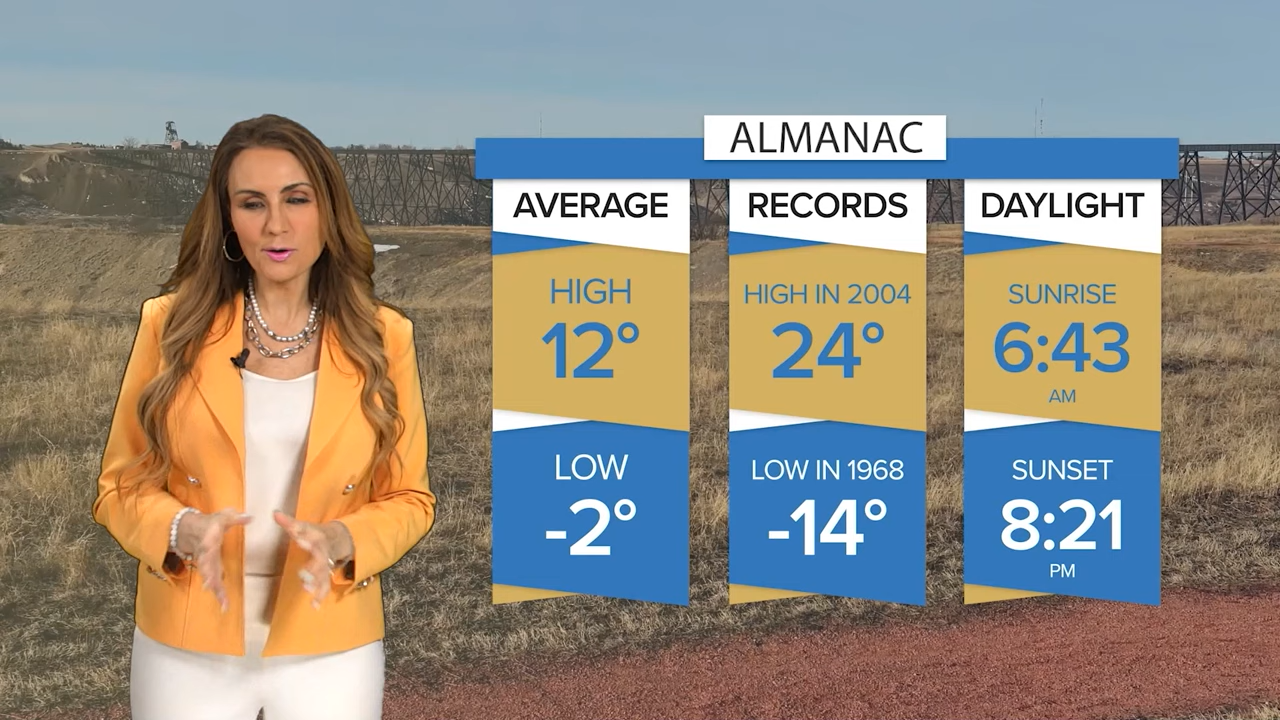 ALMANAC
AVERAGE
HIGH
12°
LOW
-2°
RECORDS
HIGH IN 2004
24°
LOW IN 1968
-14°
DAYLIGHT
SUNRISE
6:43
AM
SUNSET
8:21
PM